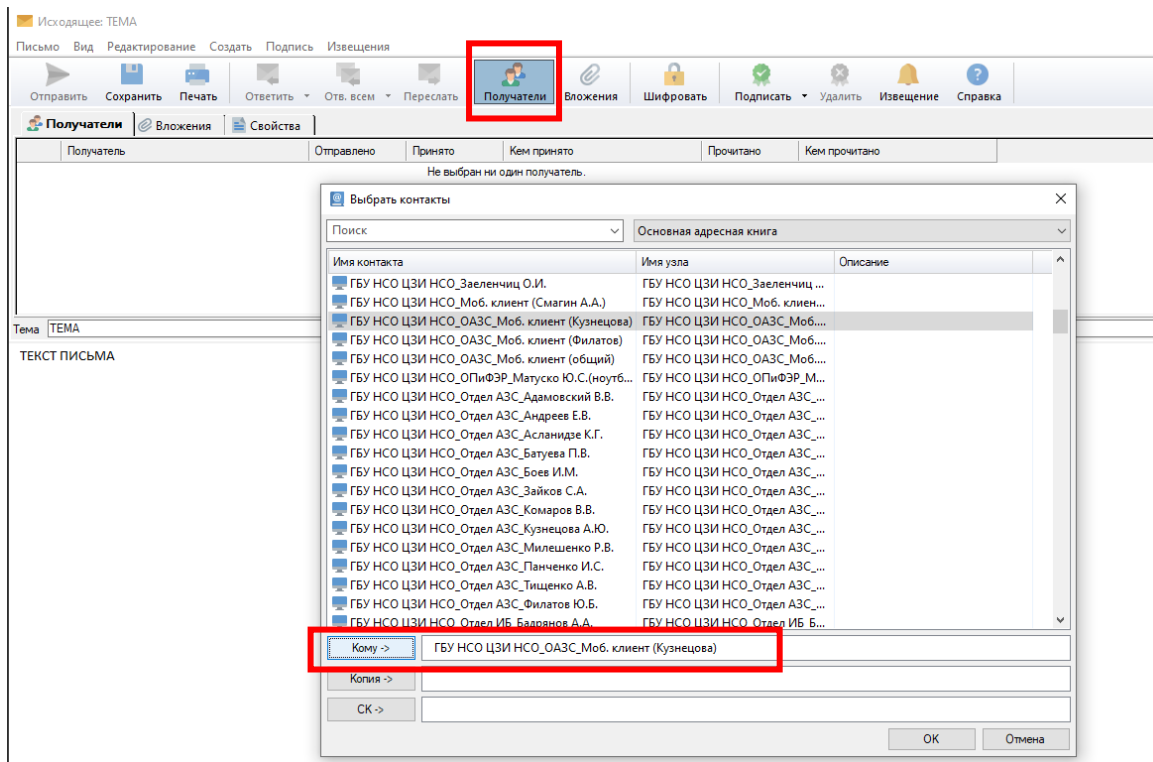 Исходящее: ТЕМА
Письмо Вид Редактирование Создать Подпись Извещения
Отправить Сохранить Печать Ответить Отв. всем Переслать Получатели Вложения Шифровать Подписать Удалить Извещение Справка
Получатели Вложения Свойства
Получатель Отправлено Принято Кем принято Прочитано Кем прочитано
Не выбран ни один получатель.
Выбрать контакты
Поиск Основная адресная книга
Имя контакта Имя узла Описание
ГБУ НСО ЦЗИ НСО_Заеленчиц О.И. ГБУ НСО ЦЗИ НСО_Заеленчиц ...
ГБУ НСО ЦЗИ НСО_Моб. клиент (Смагин А.А.) ГБУ НСО ЦЗИ НСО_Моб. клиен...
ГБУ НСО ЦЗИ НСО_ОАЗС_Моб. клиент (Кузнецова) ГБУ НСО ЦЗИ НСО_ОАЗС_Моб....
ГБУ НСО ЦЗИ НСО_ОАЗС_Моб. клиент (Филатов) ГБУ НСО ЦЗИ НСО_ОАЗС_Моб....
ГБУ НСО ЦЗИ НСО_ОАЗС_Моб. клиент (общий) ГБУ НСО ЦЗИ НСО_ОАЗС_Моб....
ГБУ НСО ЦЗИ НСО_ОПиФЭР_Матуско Ю.С.(ноутб... ГБУ НСО ЦЗИ НСО_ОПиФЭР_М...
ГБУ НСО ЦЗИ НСО_Отдел АЗС_Адамовский В.В. ГБУ НСО ЦЗИ НСО_Отдел АЗС_...
ГБУ НСО ЦЗИ НСО_Отдел АЗС_Андреев Е.В. ГБУ НСО ЦЗИ НСО_Отдел АЗС_...
ГБУ НСО ЦЗИ НСО_Отдел АЗС_Асланидзе К.Г. ГБУ НСО ЦЗИ НСО_Отдел АЗС_...
ГБУ НСО ЦЗИ НСО_Отдел АЗС_Батуева П.В. ГБУ НСО ЦЗИ НСО_Отдел АЗС_...
ГБУ НСО ЦЗИ НСО_Отдел АЗС_Боев И.М. ГБУ НСО ЦЗИ НСО_Отдел АЗС_...
ГБУ НСО ЦЗИ НСО_Отдел АЗС_Зайков С.А. ГБУ НСО ЦЗИ НСО_Отдел АЗС_...
ГБУ НСО ЦЗИ НСО_Отдел АЗС_Комаров В.В. ГБУ НСО ЦЗИ НСО_Отдел АЗС_...
ГБУ НСО ЦЗИ НСО_Отдел АЗС_Кузнецова А.Ю. ГБУ НСО ЦЗИ НСО_Отдел АЗС_...
ГБУ НСО ЦЗИ НСО_Отдел АЗС_Милешенко Р.В. ГБУ НСО ЦЗИ НСО_Отдел АЗС_...
ГБУ НСО ЦЗИ НСО_Отдел АЗС_Панченко И.С. ГБУ НСО ЦЗИ НСО_Отдел АЗС_...
ГБУ НСО ЦЗИ НСО_Отдел АЗС_Тищенко А.В. ГБУ НСО ЦЗИ НСО_Отдел АЗС_...
ГБУ НСО ЦЗИ НСО_Отдел АЗС_Филатов Ю.Б. ГБУ НСО ЦЗИ НСО_Отдел АЗС_...
ГБУ НСО ЦЗИ НСО_Отдел ИБ_Бадрянов А.А. ГБУ НСО ЦЗИ НСО_Отдел ИБ_Б...
Тема ТЕМА
ТЕКСТ ПИСЬМА
Кому -> ГБУ НСО ЦЗИ НСО_ОАЗС_Моб. клиент (Кузнецова)
Копия ->
СК ->
OK Отмена